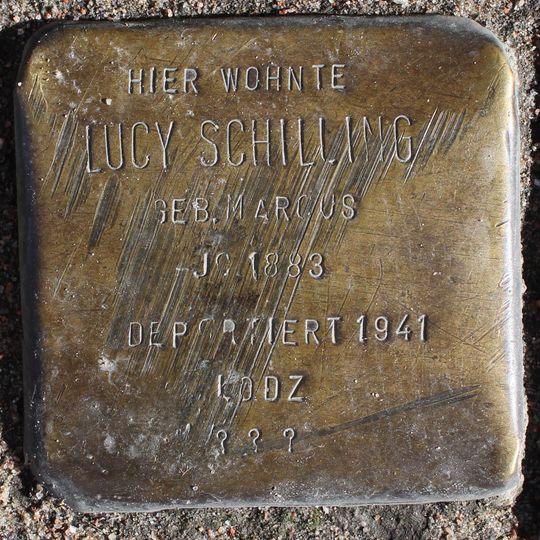 HIER WOHNTE
LUCY SCHILLING
GEB. MARCUS
JG. 1883
DEPORTIERT 1941
LODZ
? ? ?